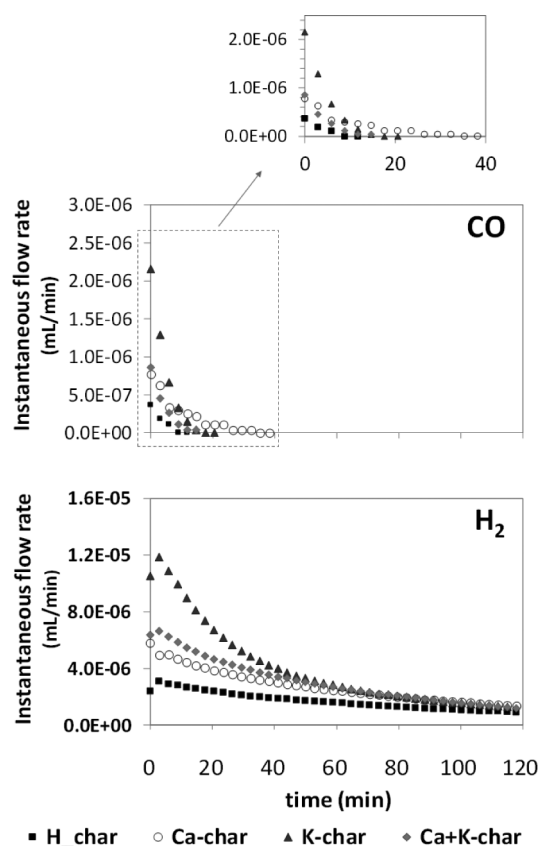 2.0E-06
1.0E-06
0.0E+00
0 20 40
3.0E-06
2.5E-06
2.0E-06
1.5E-06
1.0E-06
5.0E-07
0.0E+00
Instantaneous flow rate
(mL/min)
CO
1.6E-05
1.2E-05
8.0E-06
4.0E-06
0.0E+00
Instantaneous flow rate
(mL/min)
H₂
0 20 40 60 80 100 120
time (min)
H_char Ca-char K-char Ca+K-char